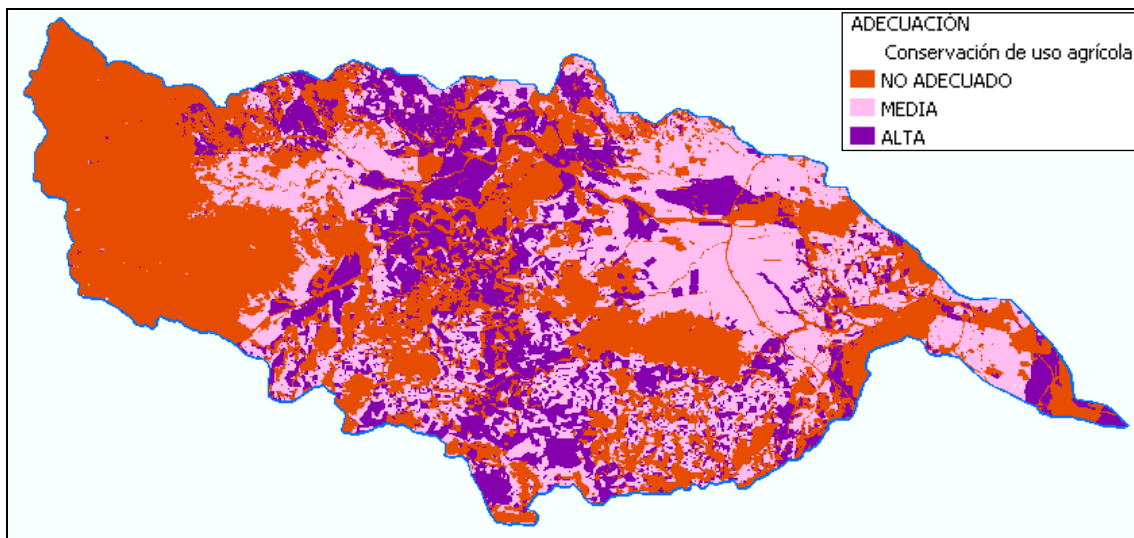 ADECUACIÓN
Conservación de uso agrícola
NO ADECUADO
MEDIA
ALTA